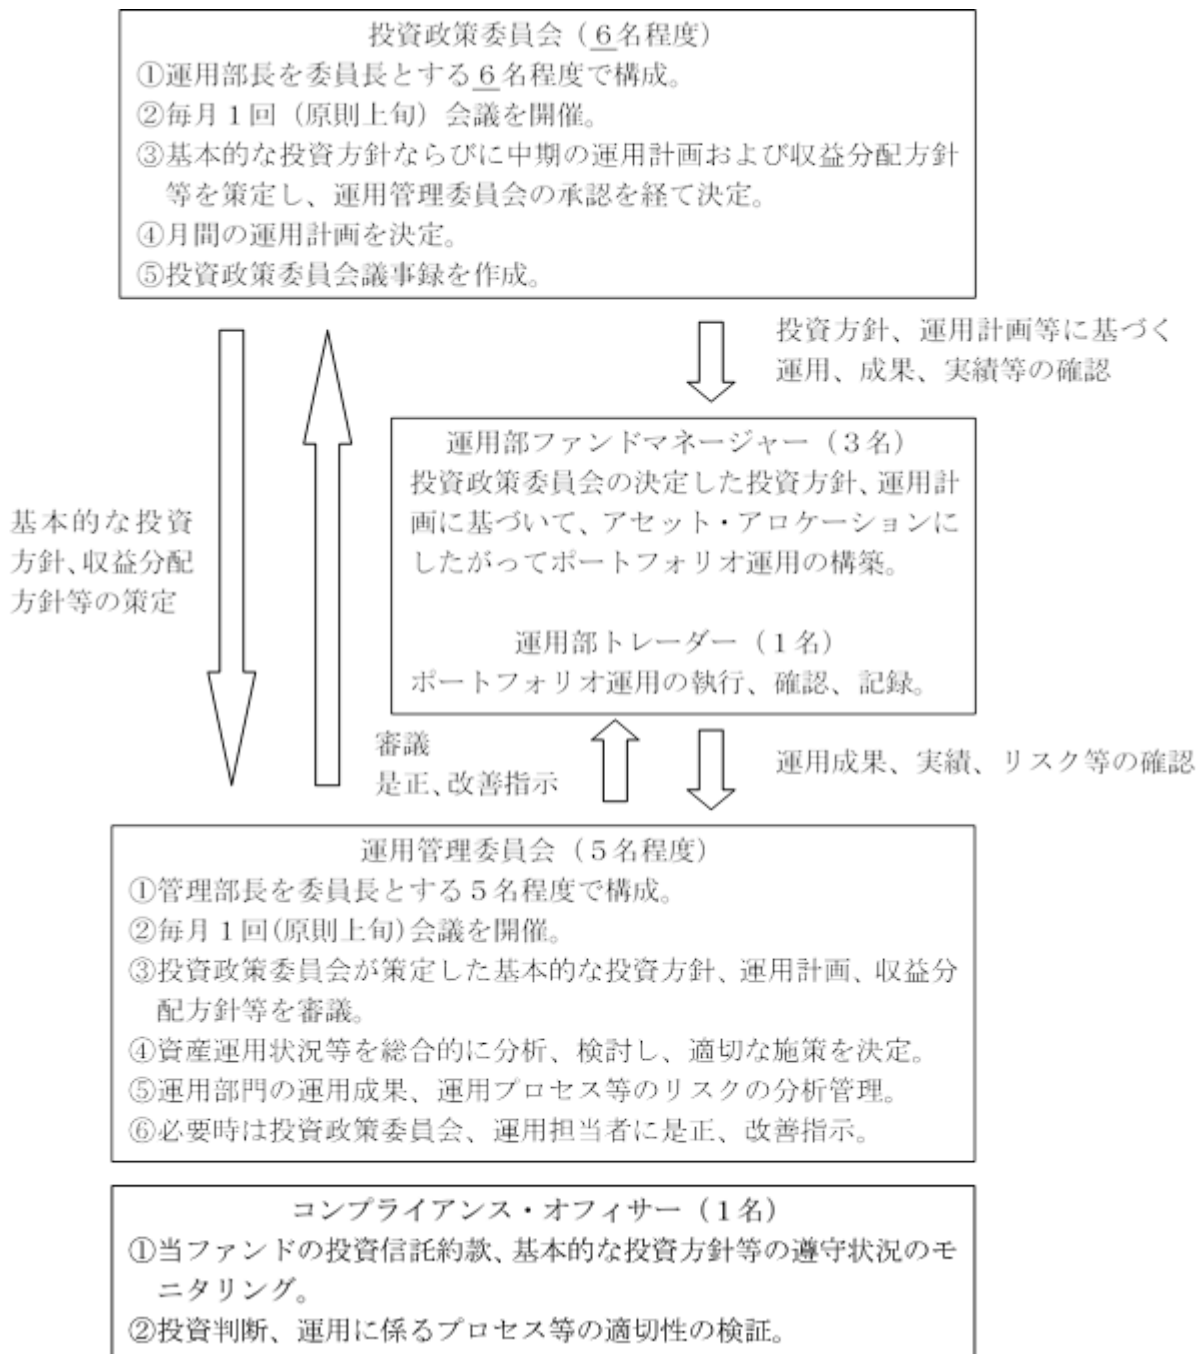 投資政策委員会（６名程度）
①運用部長を委員長とする６名程度で構成。
②毎月１回（原則上旬）会議を開催。
③基本的な投資方針ならびに中期の運用計画および収益分配方針
等を策定し、運用管理委員会の承認を経て決定。
④月間の運用計画を決定。
⑤投資政策委員会議事録を作成。
投資方針、運用計画等に基づく
運用、成果、実績等の確認
運用部ファンドマネージャー（３名）
投資政策委員会の決定した投資方針、運用計
画に基づいて、アセット・アロケーションに
したがってポートフォリオ運用の構築。
運用部トレーダー（１名）
ポートフォリオ運用の執行、確認、記録。
基本的な投資
方針、収益分配
方針等の策定
審議
是正、改善指示
運用成果、実績、リスク等の確認
運用管理委員会（５名程度）
①管理部長を委員長とする５名程度で構成。
②毎月１回(原則上旬)会議を開催。
③投資政策委員会が策定した基本的な投資方針、運用計画、収益分
配方針等を審議。
④資産運用状況等を総合的に分析、検討し、適切な施策を決定。
⑤運用部門の運用成果、運用プロセス等のリスクの分析管理。
⑥必要時は投資政策委員会、運用担当者に是正、改善指示。
コンプライアンス・オフィサー（１名）
①当ファンドの投資信託約款、基本的な投資方針等の遵守状況のモ
ニタリング。
②投資判断、運用に係るプロセス等の適切性の検証。